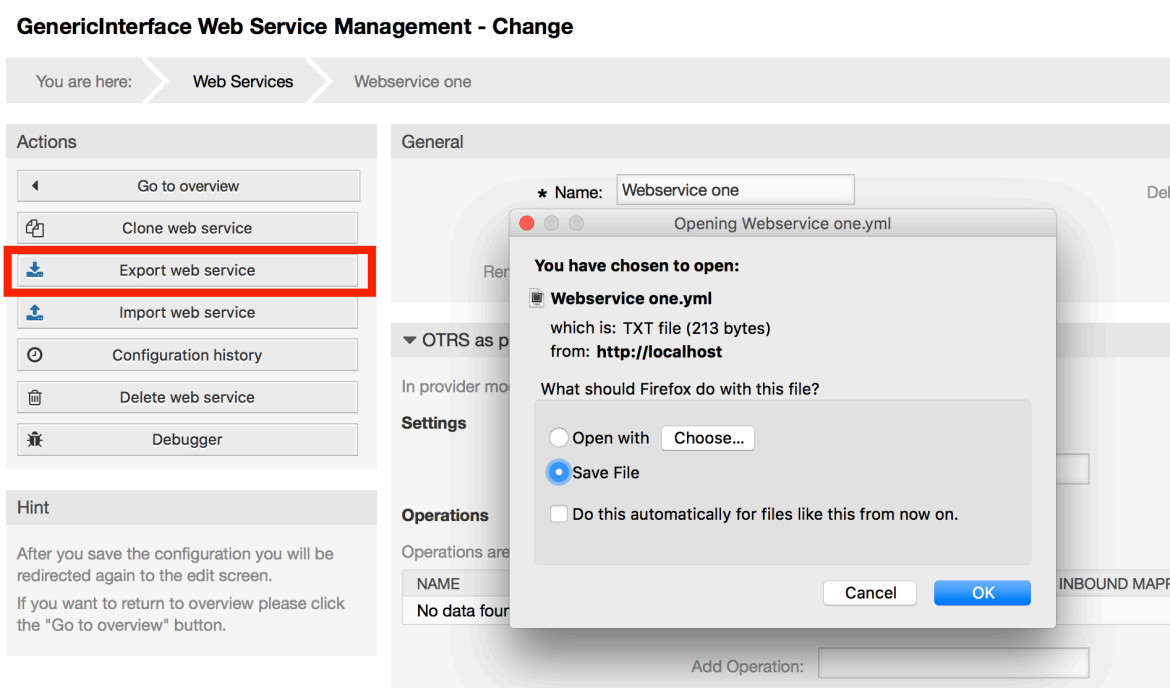 GenericInterface Web Service Management - Change
You are here: Web Services Webservice one
Actions
Go to overview
Clone web service
Export web service
Import web service
Configuration history
Delete web service
Debugger
Hint
After you save the configuration you will be
redirected again to the edit screen.
If you want to return to overview please click
the "Go to overview" button.
General
* Name: Webservice one
OTRS as
In provider
Settings
Operations
Operations are
NAME
INBOUND
No data
Add Operation:
Opening Webservice one.yml
You have chosen to open:
Webservice one.yml
which is: TXT file (213 bytes)
from: http://localhost
What should Firefox do with this file?
Open with Choose...
Save File
Do this automatically for files like this from now on.
Cancel OK